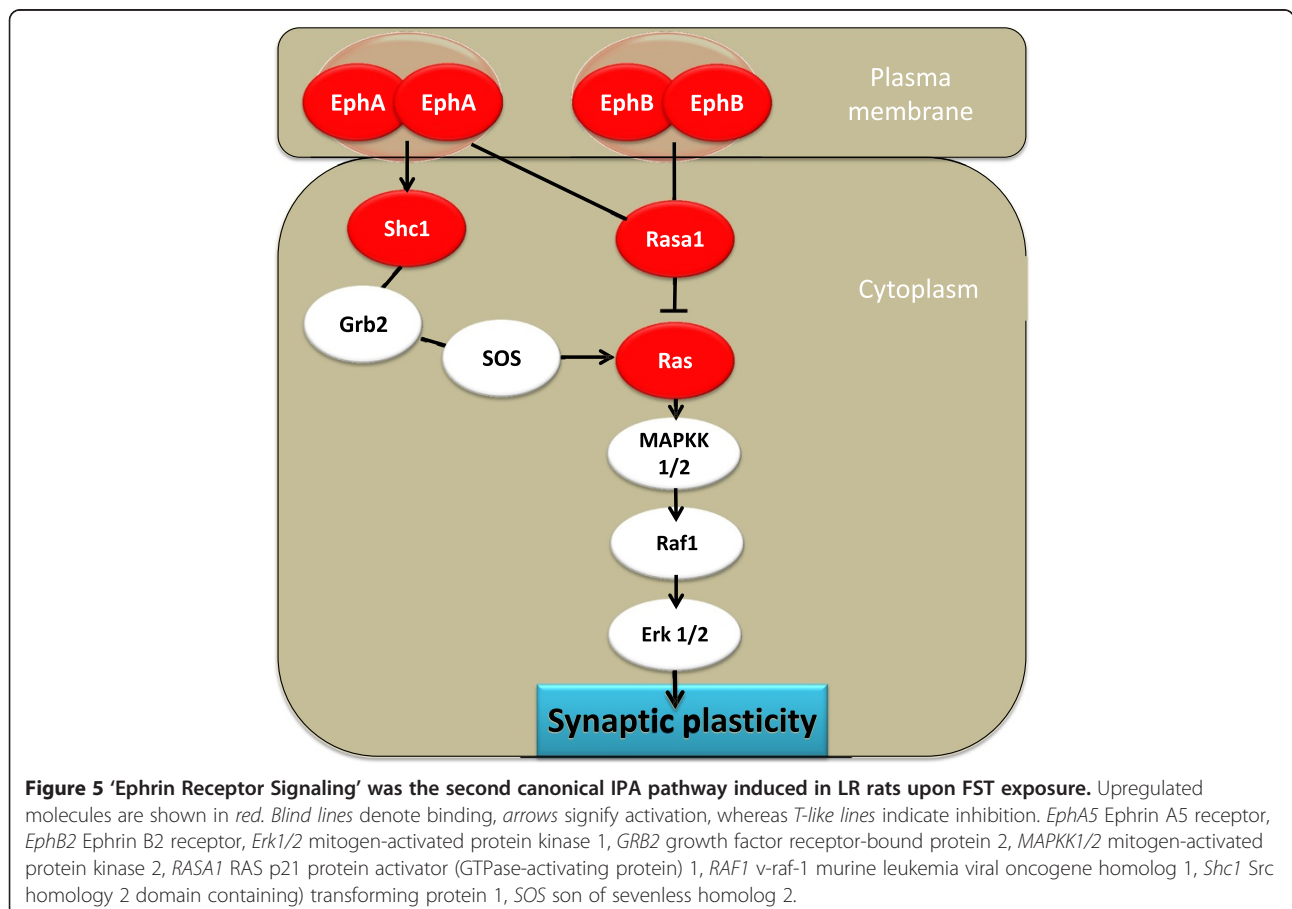 EphA EphA EphB EphB
Plasma
membrane
Shc1
Rasa1
Cytoplasm
Grb2
SOS
Ras
MAPKK
1/2
Raf1
Erk 1/2
Synaptic plasticity
Figure 5 ‘Ephrin Receptor Signaling’ was the second canonical IPA pathway induced in LR rats upon FST exposure. Upregulated
molecules are shown in red. Blind lines denote binding, arrows signify activation, whereas T-like lines indicate inhibition. EphA5 Ephrin A5 receptor,
EphB2 Ephrin B2 receptor, Erk1/2 mitogen-activated protein kinase 1, GRB2 growth factor receptor-bound protein 2, MAPKK1/2 mitogen-activated
protein kinase 2, RASA1 RAS p21 protein activator (GTPase-activating protein) 1, RAF1 v-raf-1 murine leukemia viral oncogene homolog 1, Shc1 Src
homology 2 domain containing) transforming protein 1, SOS son of sevenless homolog 2.